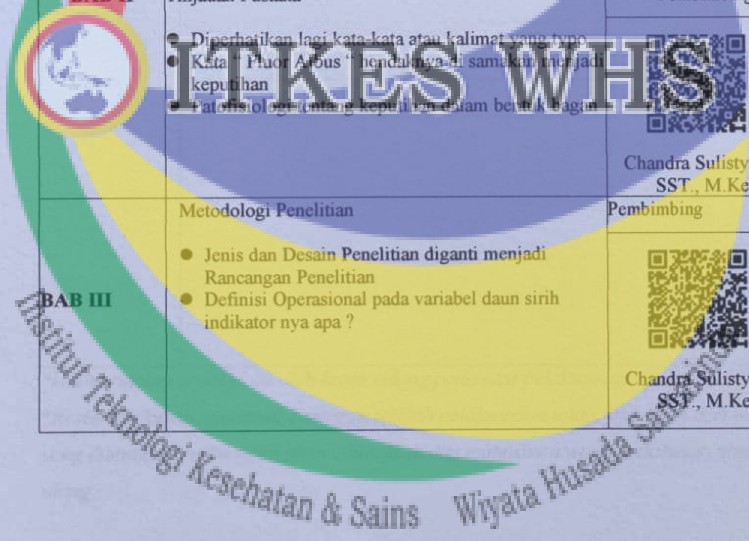 BAB II
Tinjauan Pustaka
● Diperhatikan lagi kata-kata atau kalimat yang typo
● Kata " Fluor Albus " hendaknya di samakan menjadi
keputihan
● Patofisiologi tentang keputihan dalam bentuk bagan
ITKES WHS
Chandra Sulisty
SST., M.Ke
Metodologi Penelitian
Pembimbing
● Jenis dan Desain Penelitian diganti menjadi
Rancangan Penelitian
BAB III
● Definisi Operasional pada variabel daun sirih
indikator nya apa ?
Chandra Sulisty
SST., M.Ke
Institut Teknologi Kesehatan & Sains Wiyata Husada Samarinda